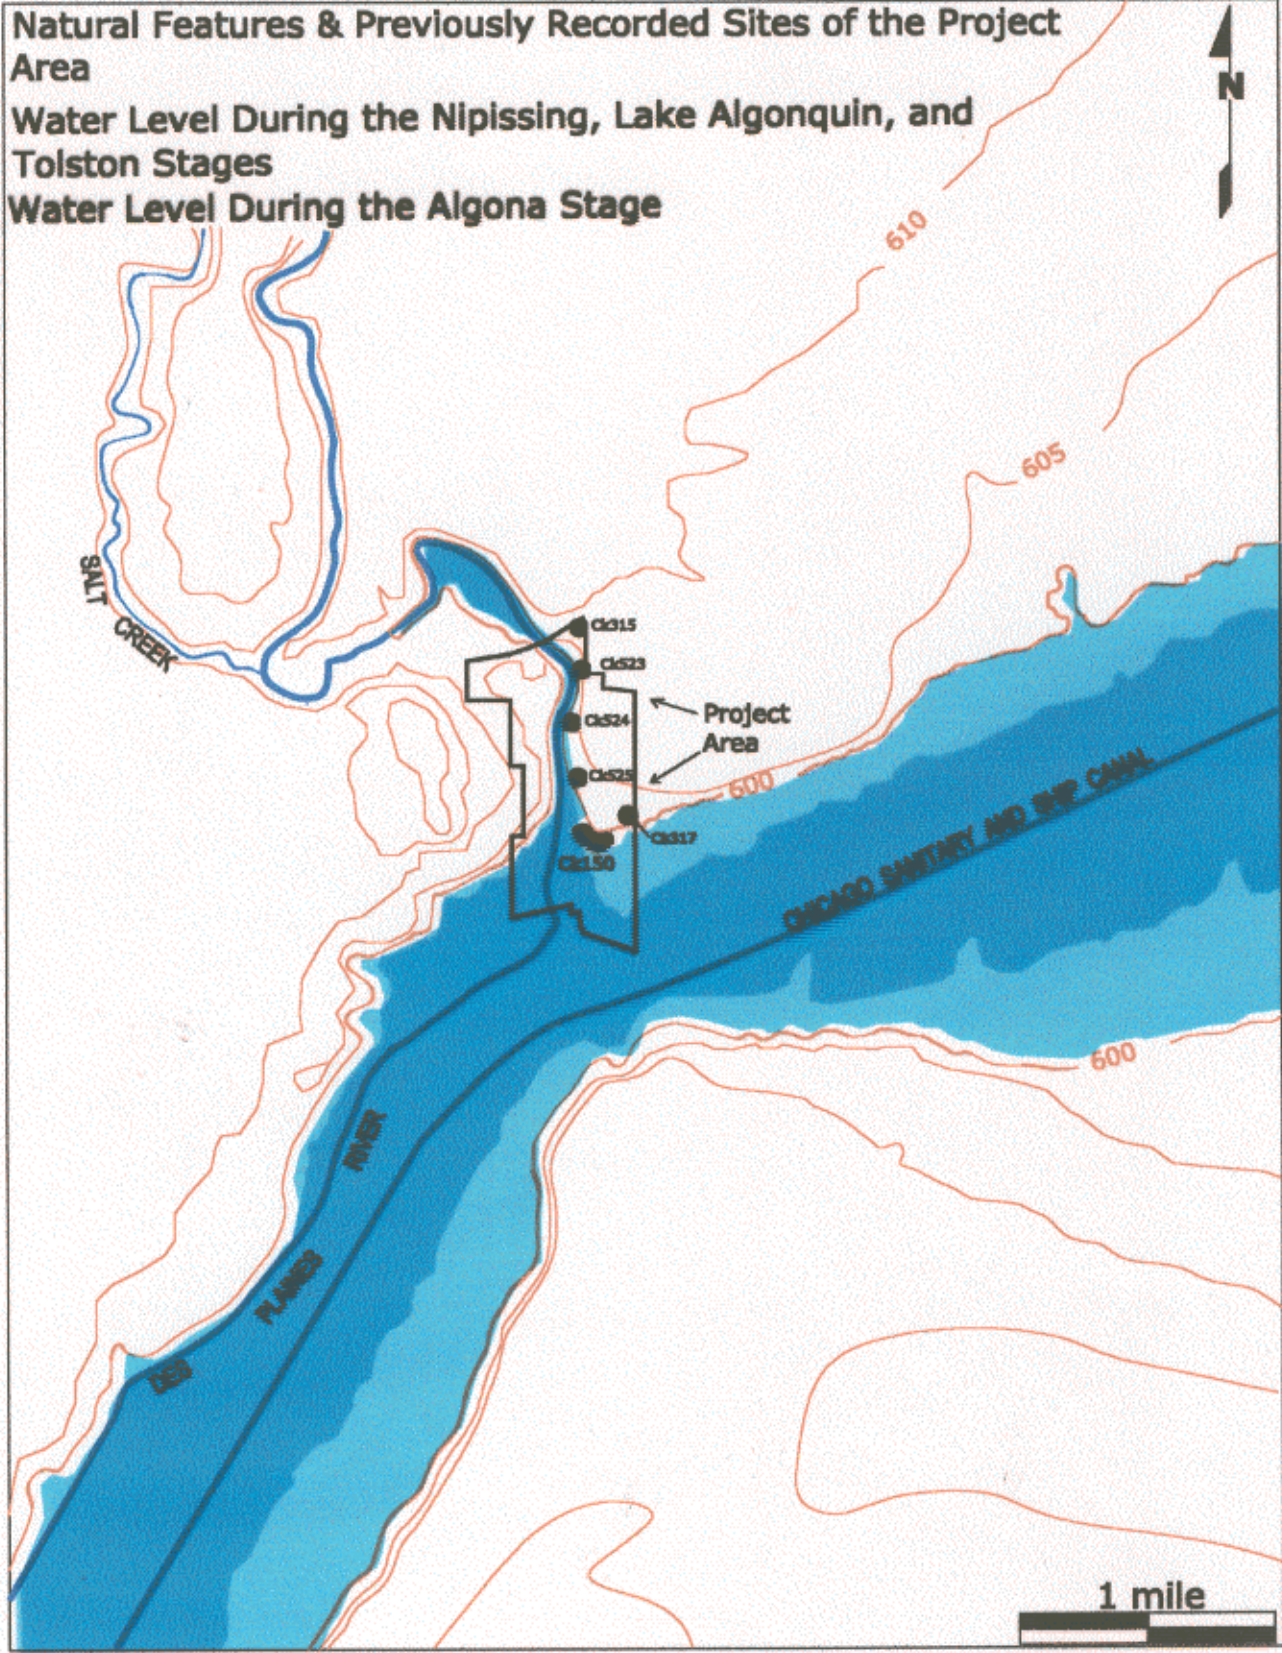 Natural Features & Previously Recorded Sites of the Project
Area
Water Level During the Nipissing, Lake Algonquin, and
Tolston Stages
Water Level During the Algona Stage
N
610
605
SALT CREEK
Ck315
Ck523
Ck524
Project
Area
Ck525
600
Ck317
Ck150
CHICAGO SANITARY AND SHIP CANAL
600
DES PLAINES RIVER
1 mile